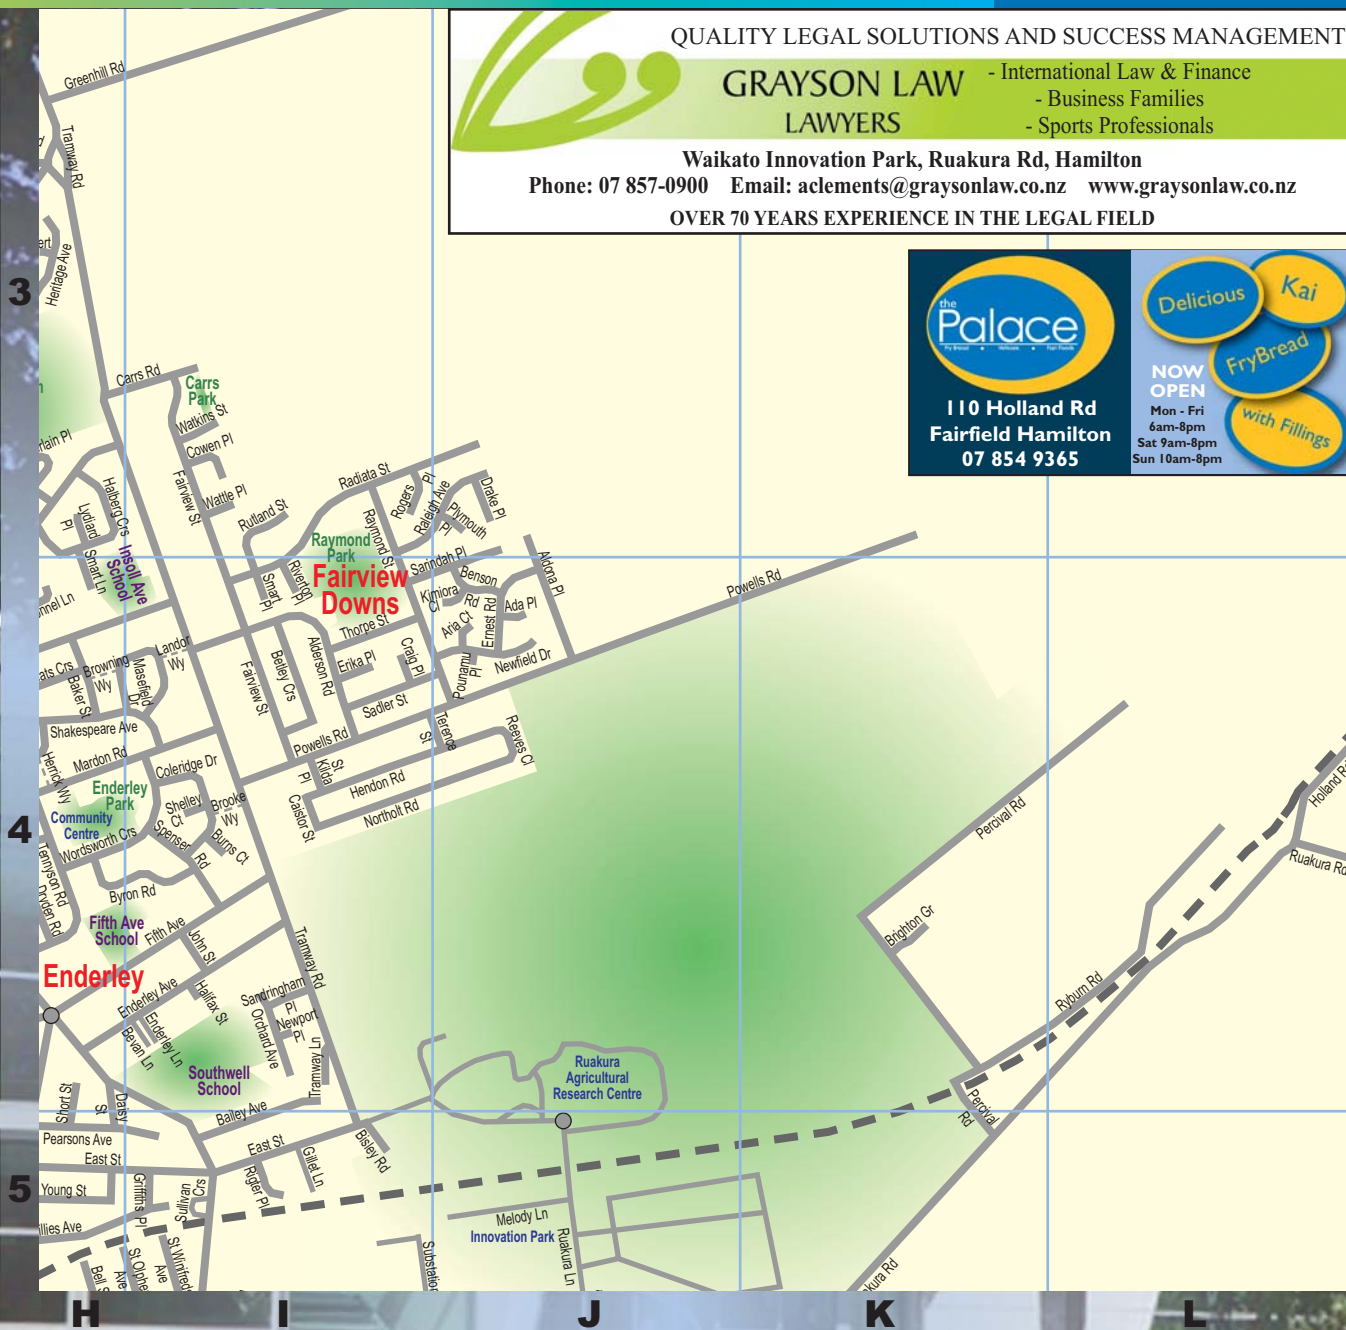 QUALITY LEGAL SOLUTIONS AND SUCCESS MANAGEMENT
GRAYSON LAW
LAWYERS
- International Law & Finance
- Business Families
- Sports Professionals
Waikato Innovation Park, Ruakura Rd, Hamilton
Phone: 07 857-0900 Email: aclements@graysonlaw.co.nz www.graysonlaw.co.nz
OVER 70 YEARS EXPERIENCE IN THE LEGAL FIELD
the
Palace
110 Holland Rd
Fairfield Hamilton
07 854 9365
Delicious
Kai
FryBread
with Fillings
NOW
OPEN
Mon - Fri
6am-8pm
Sat 9am-8pm
Sun 10am-8pm
Greenhill Rd
Tramway Rd
Heritage Ave
3
Carrs Rd
Carrs
Park
Watkins St
Cowen Pl
Fairview St
Wattle Pl
Rutland St
Radiata St
Rogers
Pl
Raleigh Ave
Drake Pl
Plymouth
Pl
Raymond St
Raymond
Park
Halberg Crs
Lydiard
Pl
Smart Ln
Insoll Ave
School
Smart
Pl
Riverton
Pl
Fairview
Downs
Sarindah Pl
Benson
Rd
Kimiora
Cl
Aria Ct
Ernest Rd
Ada Pl
Aldona Pl
Powells Rd
Thorpe St
Erika Pl
Craig Pl
Alderson Rd
Betley Crs
Fairview St
Sadler St
Pounamu
Pl
Newfield Dr
Landor
Wy
Browning
Wy
Masefield
Dr
Baker St
Shakespeare Ave
Mardon Rd
Herrick Wy
Coleridge Dr
Powells Rd
Terence
St
Reeves Cl
Kilda
St
Pl
Hendon Rd
Northolt Rd
Caistor St
Enderley
Park
Community
Centre
Shelley
Ct
Brooke
Wy
Burns Ct
Spenser
Rd
Wordsworth Crs
4
Tennyson Rd
Dryden Rd
Byron Rd
Fifth Ave
School
Fifth Ave
John St
Enderley
Tramway Rd
Enderley Ave
Halifax St
Sandringham
Pl
Newport
Pl
Orchard Ave
Tramway Ln
Enderley Ln
Bevan Ln
Southwell
School
Percival Rd
Brighton Gr
Ryburn Rd
Holland Rd
Ruakura Rd
Ruakura
Agricultural
Research Centre
Percival
Rd
Short St
Daisy
St
Bailey Ave
Pearsons Ave
East St
East St
Gillet Ln
Bisley Rd
Rigter Pl
5
Young St
Griffiths Pl
Sullivan
Crs
St Winifreds
Ave
Ave
Melody Ln
Innovation Park
Ruakura Ln
H
I
J
K
L